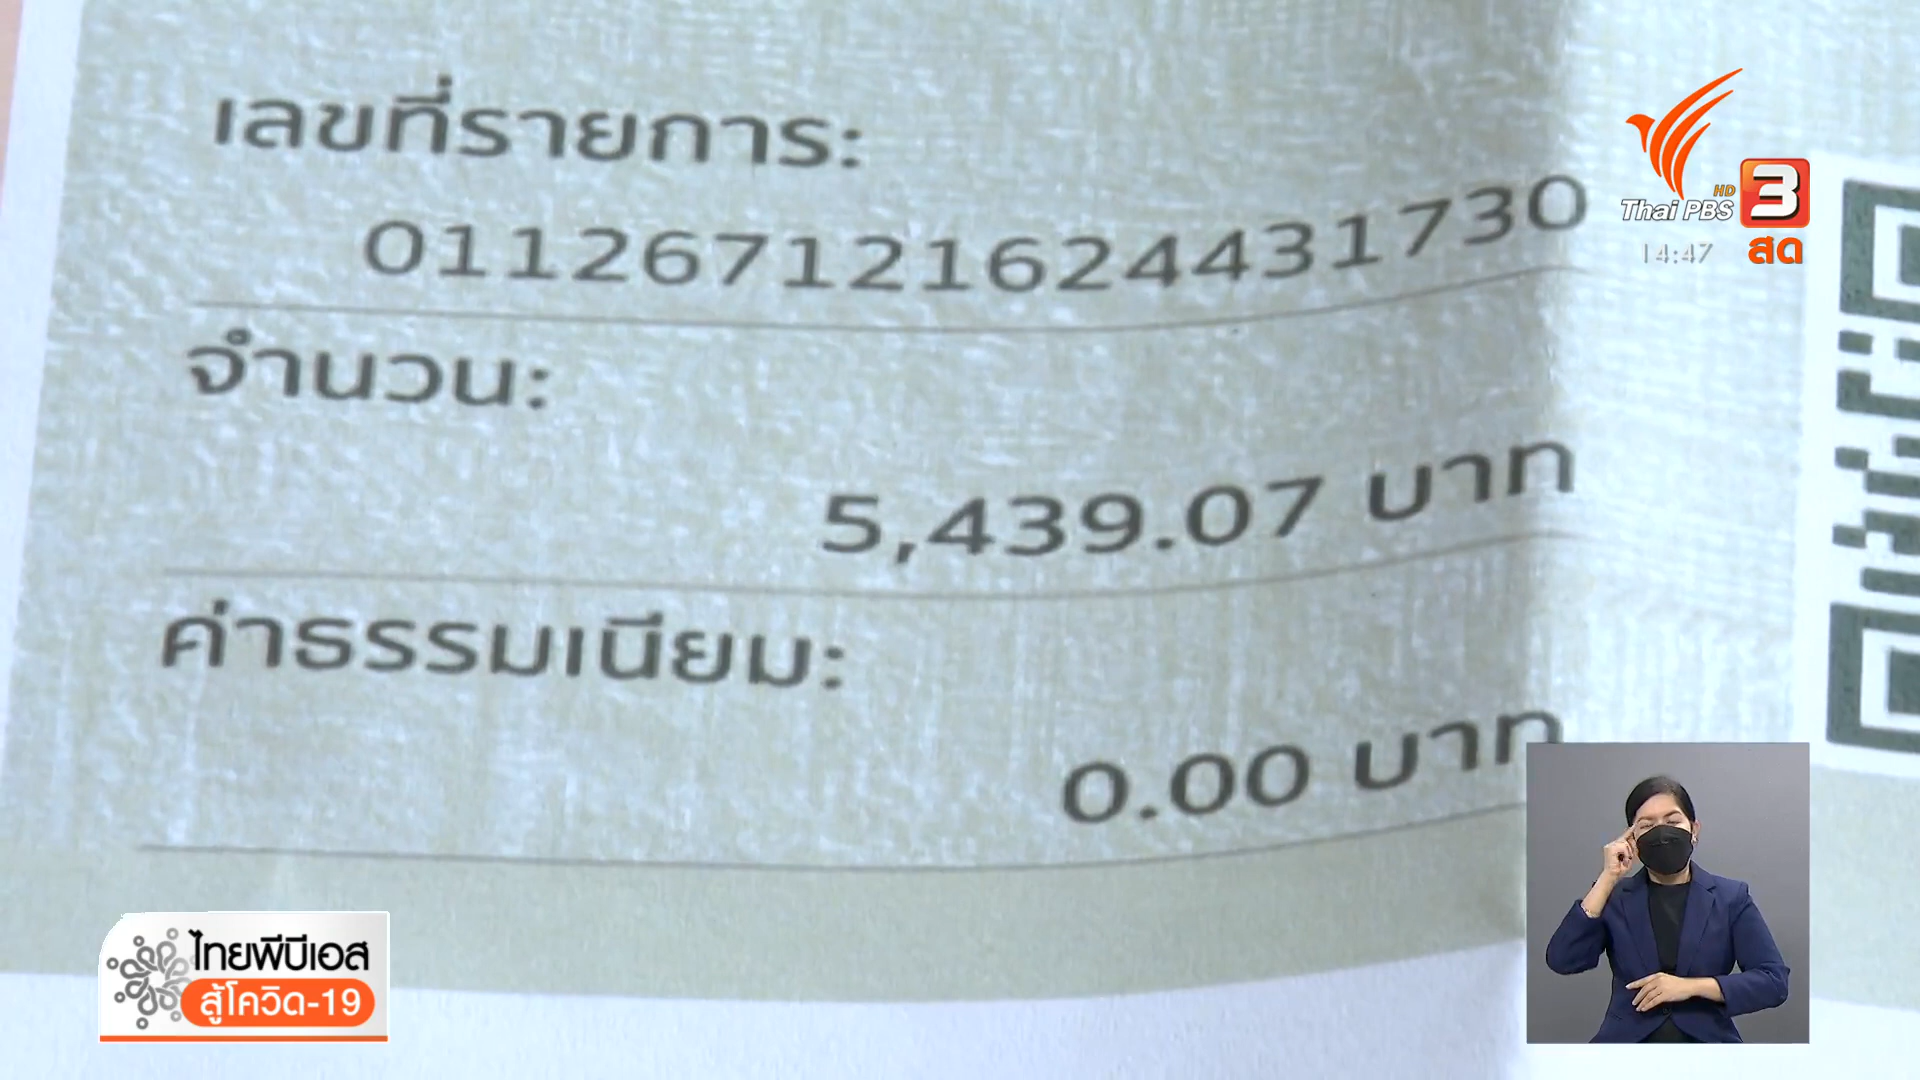 เลขที่รายการ:
011267121624431730
จำนวน:
5,439.07 บาท
ค่าธรรมเนียม:
0.00 บาท
HD
Thai PBS 3
14:47 สด
ไทยพีบีเอส
สู้โควิด-19